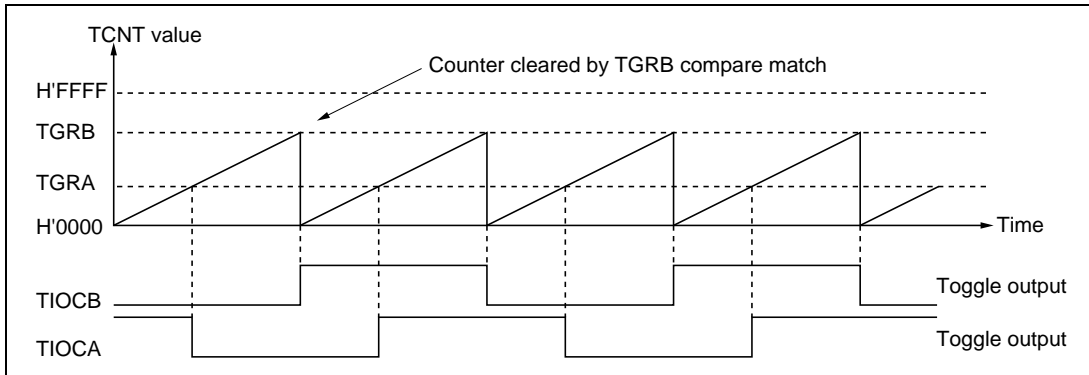 TCNT value
Counter cleared by TGRB compare match
H'FFFF
TGRB
TGRA
H'0000
Time
TIOCB
Toggle output
TIOCA
Toggle output